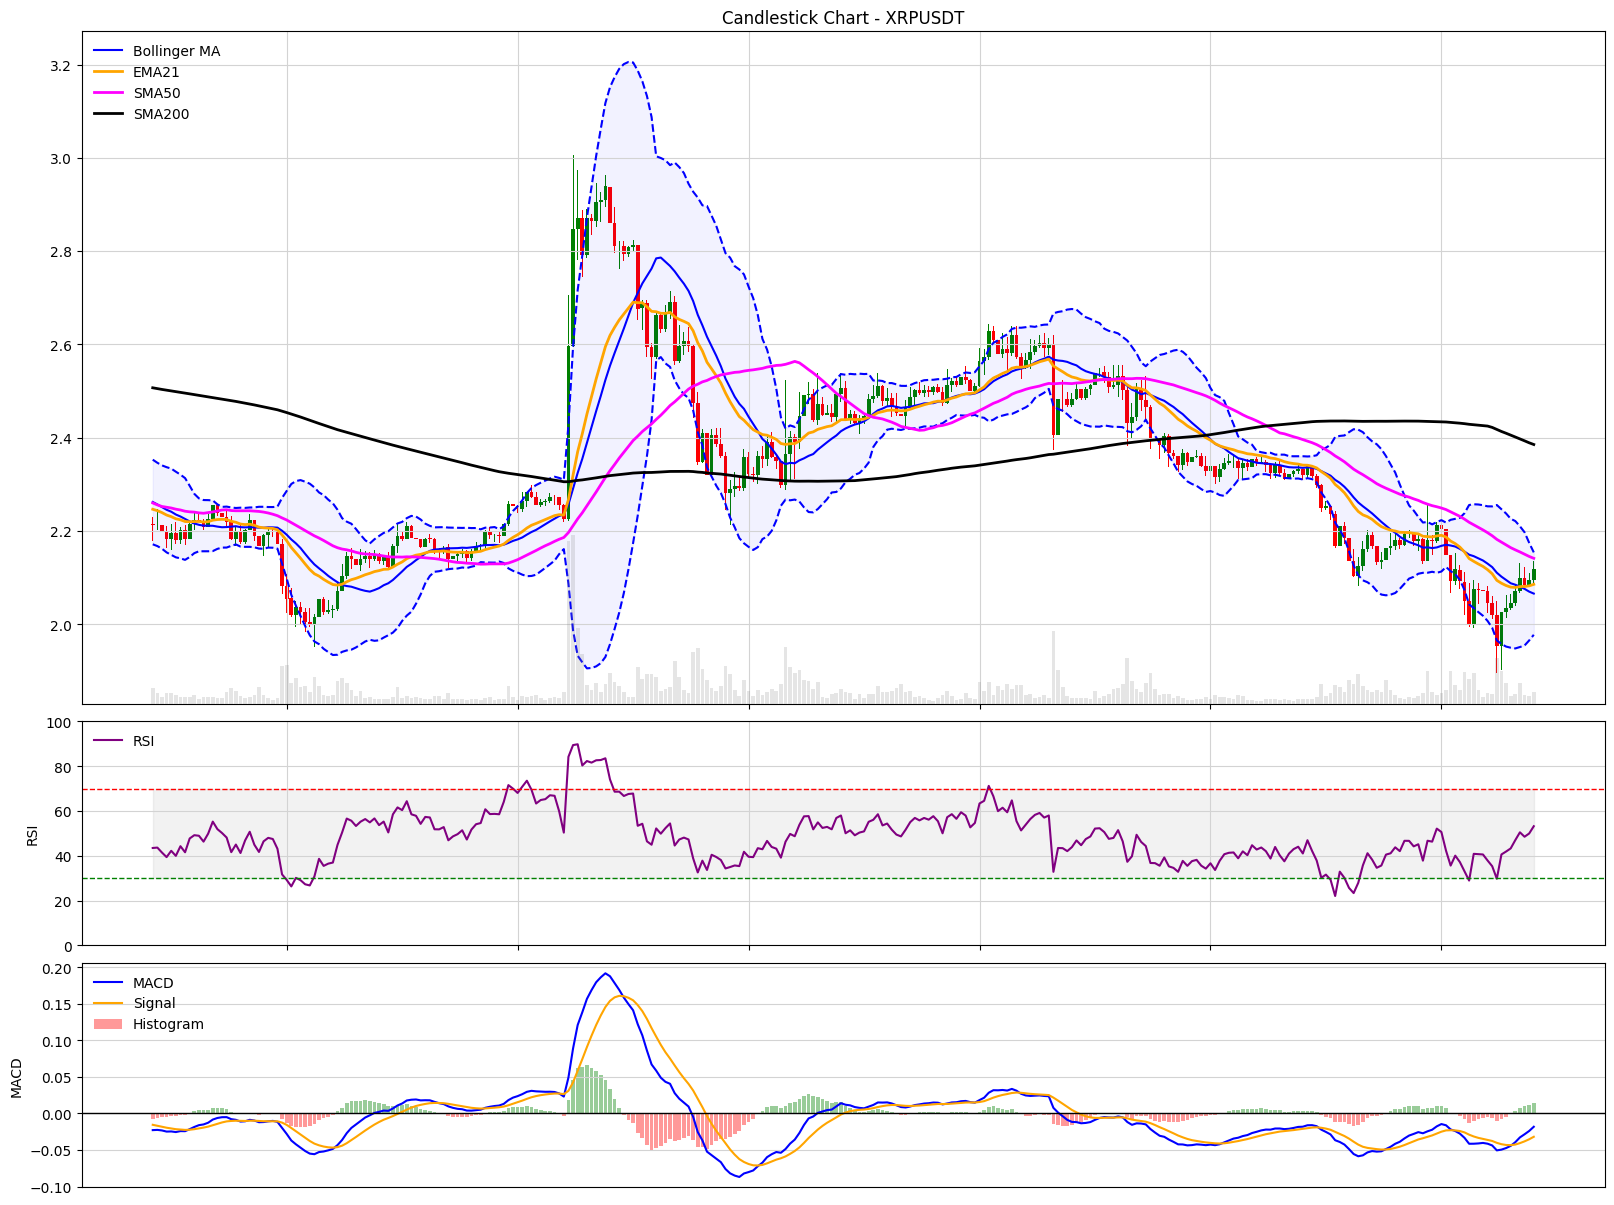 Candlestick Chart - XRPUSDT
Bollinger MA
EMA21
SMA50
SMA200
3.2
3.0
2.8
2.6
2.4
2.2
2.0
RSI
RSI
100
80
60
40
20
0
MACD
Signal
Histogram
MACD
0.20
0.15
0.10
0.05
0.00
−0.05
−0.10